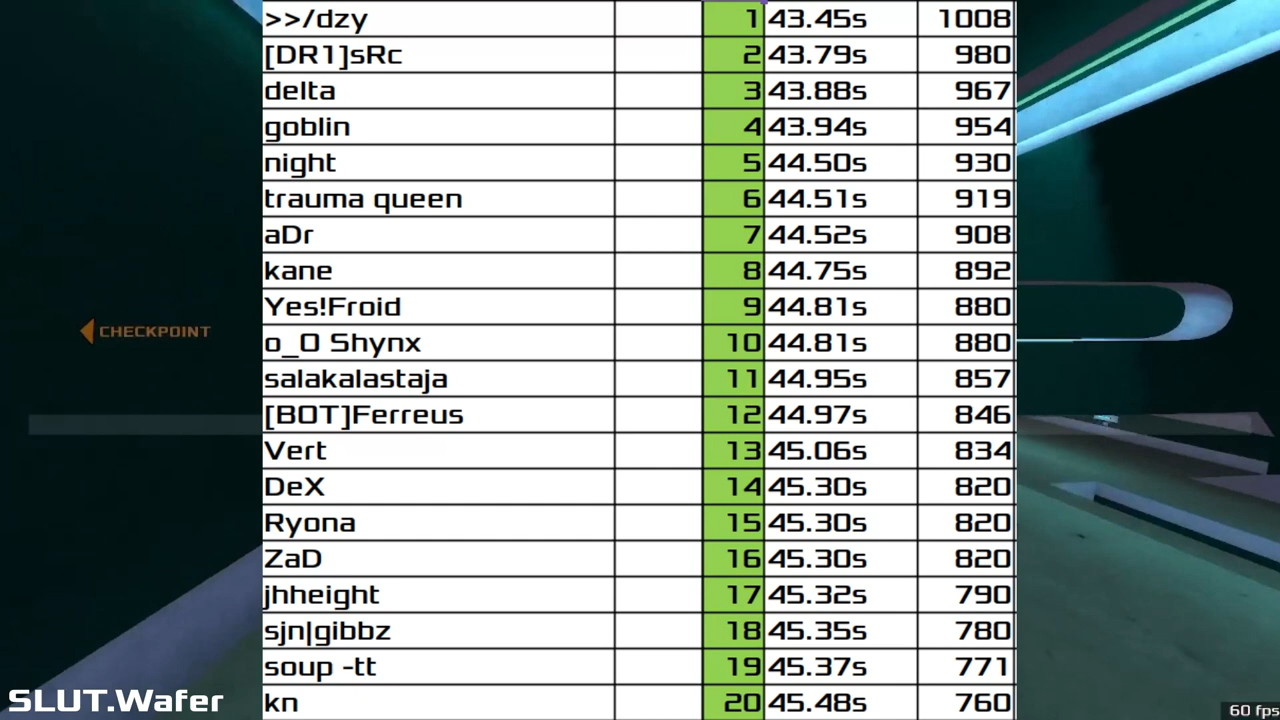 >>/dzy 1 43.45s 1008
[DR1]sRc 2 43.79s 980
delta 3 43.88s 967
goblin 4 43.94s 954
night 5 44.50s 930
trauma queen 6 44.51s 919
aDr 7 44.52s 908
kane 8 44.75s 892
Yes!Froid 9 44.81s 880
o_O Shynx 10 44.81s 880
salakalastaja 11 44.95s 857
[BOT]Ferreus 12 44.97s 846
Vert 13 45.06s 834
DeX 14 45.30s 820
Ryona 15 45.30s 820
ZaD 16 45.30s 820
jhheight 17 45.32s 790
sjn|gibbz 18 45.35s 780
soup -tt 19 45.37s 771
kn 20 45.48s 760
CHECKPOINT
SLUT.Wafer
60 fps